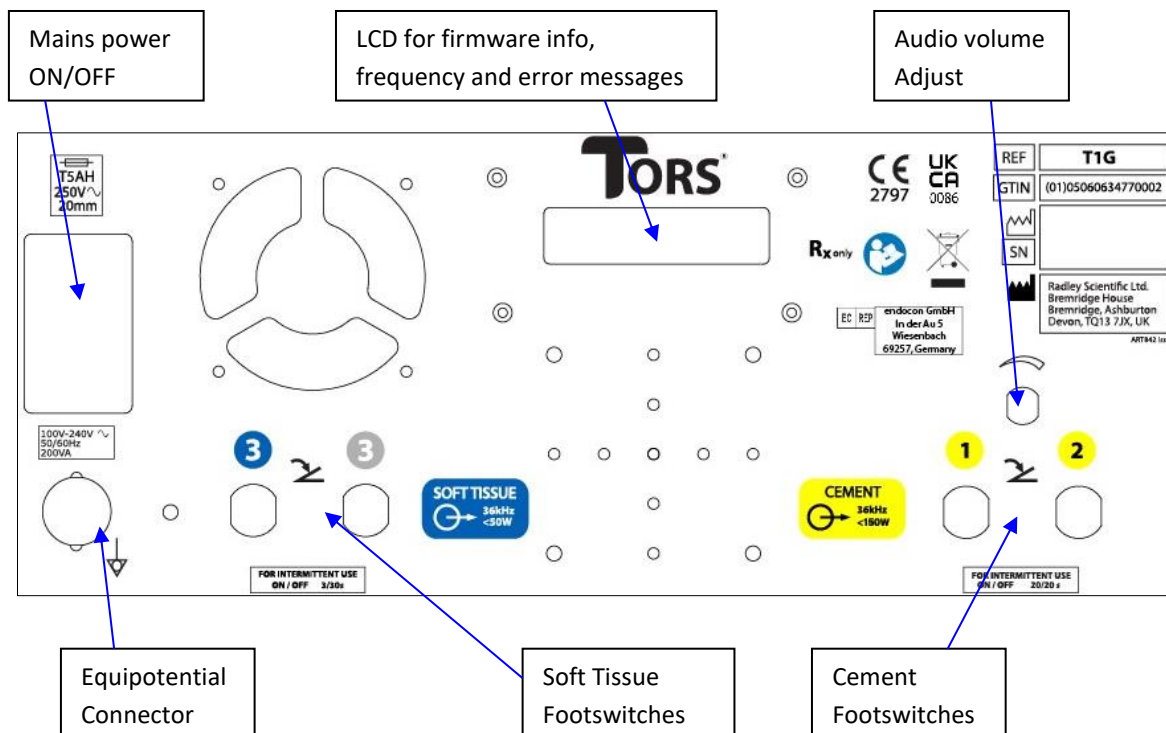 Mains power
ON/OFF
LCD for firmware info,
frequency and error messages
Audio volume
Adjust
T5AH
250V
20mm
TORS®
CE
2797
UK
CA
0086
REF
T1G
GTIN
(01)05060634770002
SN
Rx only
Radley Scientific Ltd.
Bremridge House
Bremridge, Ashburton
Devon, TQ13 7JX, UK
EC REP
endocon GmbH
In der Au 5
Wiesenbach
69257, Germany
ART842
100V-240V
50/60Hz
200VA
3
3
SOFT TISSUE
36kHz
<50W
CEMENT
36kHz
<150W
1
2
FOR INTERMITTENT USE
ON / OFF 3/30s
FOR INTERMITTENT USE
ON / OFF 20/20 s
Equipotential
Connector
Soft Tissue
Footswitches
Cement
Footswitches